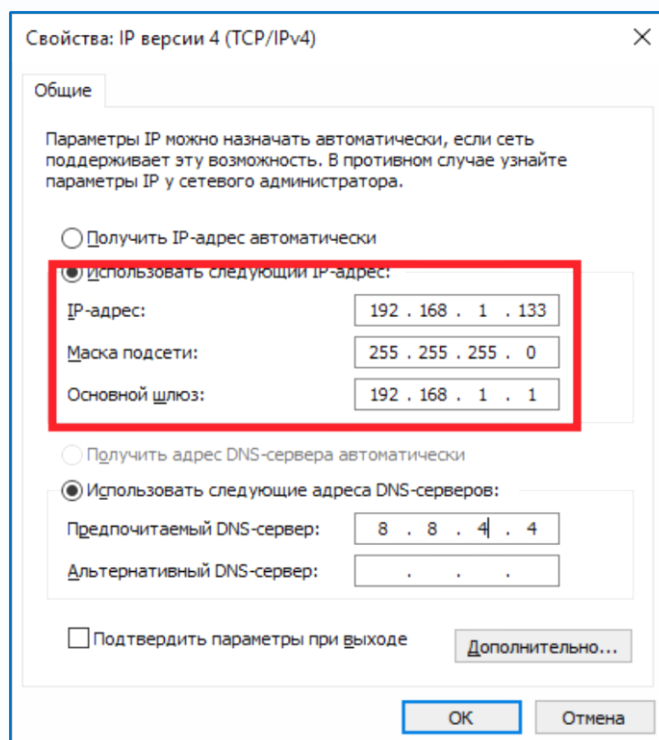 Свойства: IP версии 4 (TCP/IPv4)
Общие
Параметры IP можно назначать автоматически, если сеть
поддерживает эту возможность. В противном случае узнайте
параметры IP у сетевого администратора.
Получить IP-адрес автоматически
Использовать следующий IP-адрес:
IP-адрес: 192 . 168 . 1 . 133
Маска подсети: 255 . 255 . 255 . 0
Основной шлюз: 192 . 168 . 1 . 1
Получить адрес DNS-сервера автоматически
Использовать следующие адреса DNS-серверов:
Предпочитаемый DNS-сервер: 8 . 8 . 4 . 4
Альтернативный DNS-сервер: . . .
Подтвердить параметры при выходе
Дополнительно...
ОК Отмена